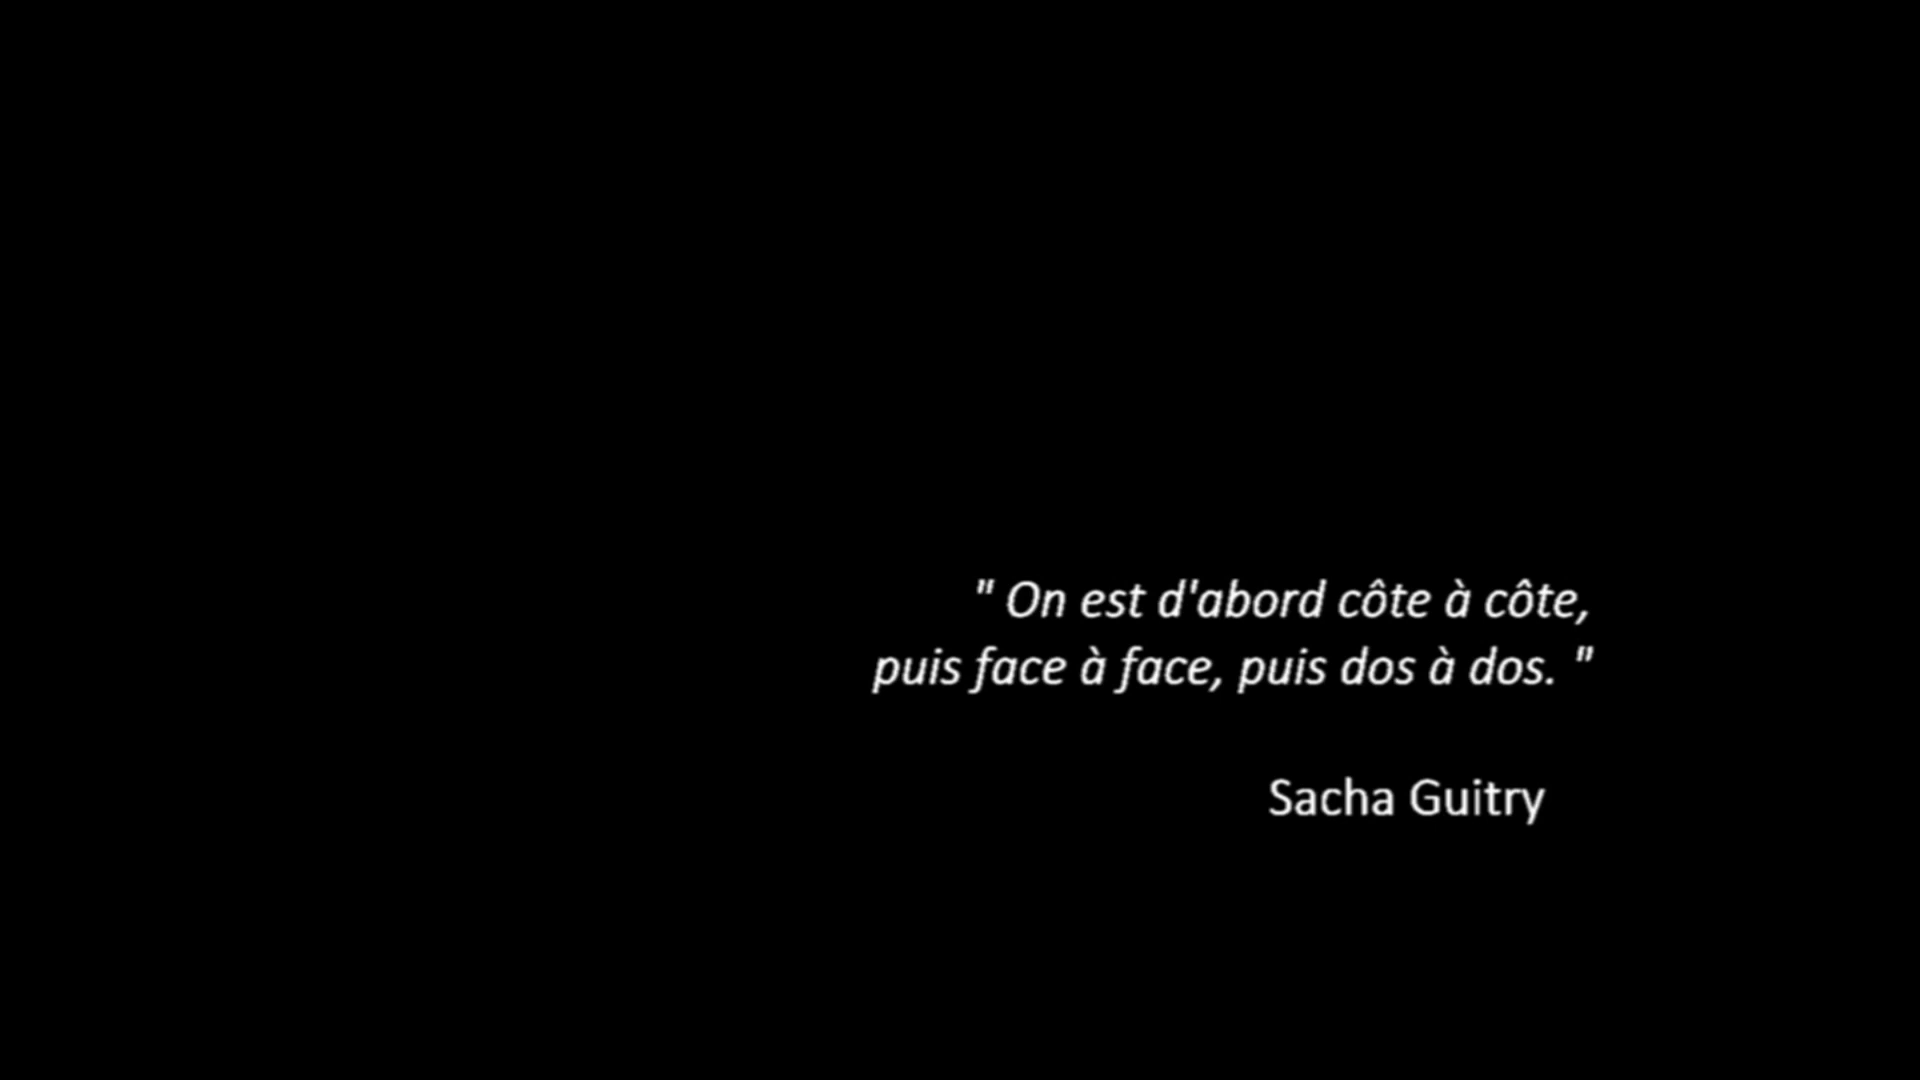 " On est d'abord côte à côte,
puis face à face, puis dos à dos. "
Sacha Guitry